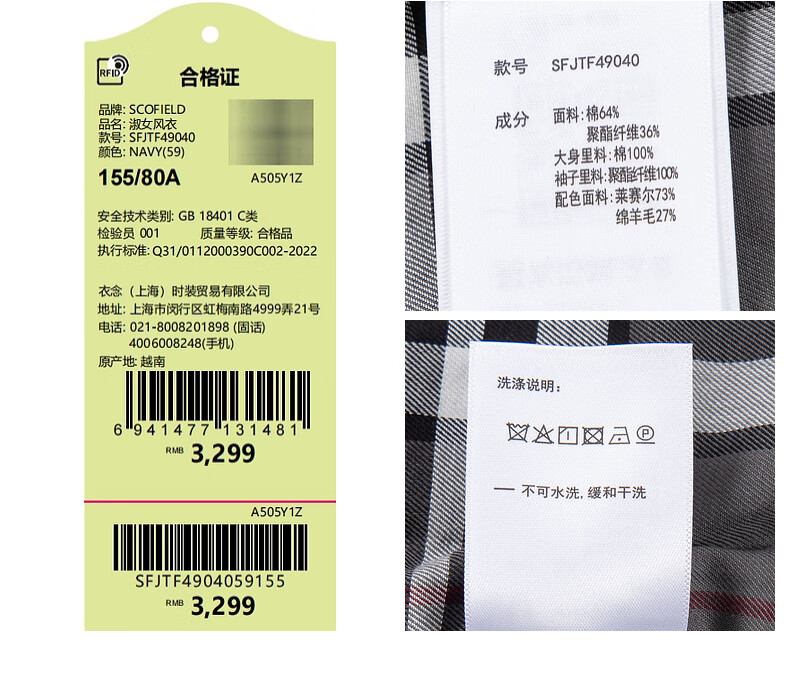 RFID
合格证
品牌: SCOFIELD
品名: 淑女风衣
款号: SFJTF49040
颜色: NAVY(59)
155/80A
A505Y1Z
安全技术类别: GB 18401 C类
检验员 001 质量等级: 合格品
执行标准: Q31/0112000390C002-2022
衣念（上海）时装贸易有限公司
地址: 上海市闵行区虹梅南路4999弄21号
电话: 021-8008201898 (固话)
4006008248(手机)
原产地: 越南
6 941477 131481
RMB 3,299
A505Y1Z
SFJTF4904059155
RMB 3,299
款号 SFJTF49040
成分 面料: 棉64%
聚酯纤维36%
大身里料: 棉100%
袖子里料: 聚酯纤维100%
配色面料: 莱赛尔73%
绵羊毛27%
洗涤说明:
P
— 不可水洗, 缓和干洗